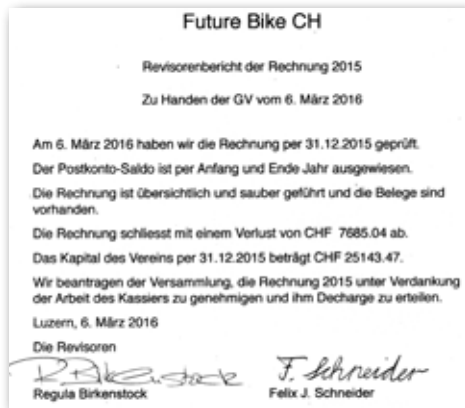 Future Bike CH
Revisorenbericht der Rechnung 2015
Zu Handen der GV vom 6. März 2016
Am 6. März 2016 haben wir die Rechnung per 31.12.2015 geprüft.
Der Postkonto-Saldo ist per Anfang und Ende Jahr ausgewiesen.
Die Rechnung ist übersichtlich und sauber geführt und die Belege sind
vorhanden.
Die Rechnung schliesst mit einem Verlust von CHF 7685.04 ab.
Das Kapital des Vereins per 31.12.2015 beträgt CHF 25143.47.
Wir beantragen der Versammlung, die Rechnung 2015 unter Verdankung
der Arbeit des Kassiers zu genehmigen und ihm Decharge zu erteilen.
Luzern, 6. März 2016
Die Revisoren
R. Birkenstock F. Schneider
Regula Birkenstock Felix J. Schneider